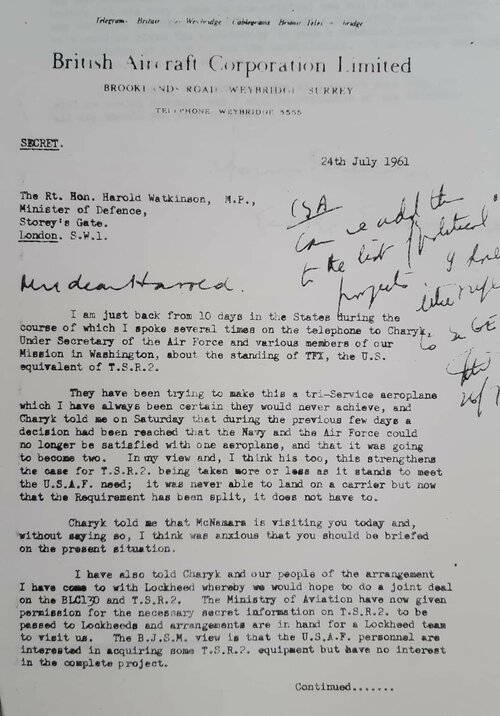 British Aircraft Corporation Limited
BROOKLANDS ROAD WEYBRIDGE SURREY
TELEPHONE WEYBRIDGE 5555
SECRET.
24th July 1961
The Rt. Hon. Harold Watkinson, M.P.,
Minister of Defence,
Storey's Gate.
London. S.W.1.
CSA
Can we add this
to the list of political
projects. I have
My dear Harold.
I am just back from 10 days in the States during the
course of which I spoke several times on the telephone to Charyk,
Under Secretary of the Air Force and various members of our
Mission in Washington, about the standing of TFX, the U.S.
equivalent of T.S.R.2.
They have been trying to make this a tri-Service aeroplane
which I have always been certain they would never achieve, and
Charyk told me on Saturday that during the previous few days a
decision had been reached that the Navy and the Air Force could
no longer be satisfied with one aeroplane, and that it was going
to become two. In my view and, I think his too, this strengthens
the case for T.S.R.2. being taken more or less as it stands to meet
the U.S.A.F. need; it was never able to land on a carrier but now
that the Requirement has been split, it does not have to.
Charyk told me that McNamara is visiting you today and,
without saying so, I think was anxious that you should be briefed
on the present situation.
I have also told Charyk and our people of the arrangement
I have come to with Lockheed whereby we would hope to do a joint deal
on the BLC130 and T.S.R.2. The Ministry of Aviation have now given
permission for the necessary secret information on T.S.R.2. to be
passed to Lockheeds and arrangements are in hand for a Lockheed team
to visit us. The B.J.S.M. view is that the U.S.A.F. personnel are
interested in acquiring some T.S.R.2. equipment but have no interest
in the complete project.
Continued.......